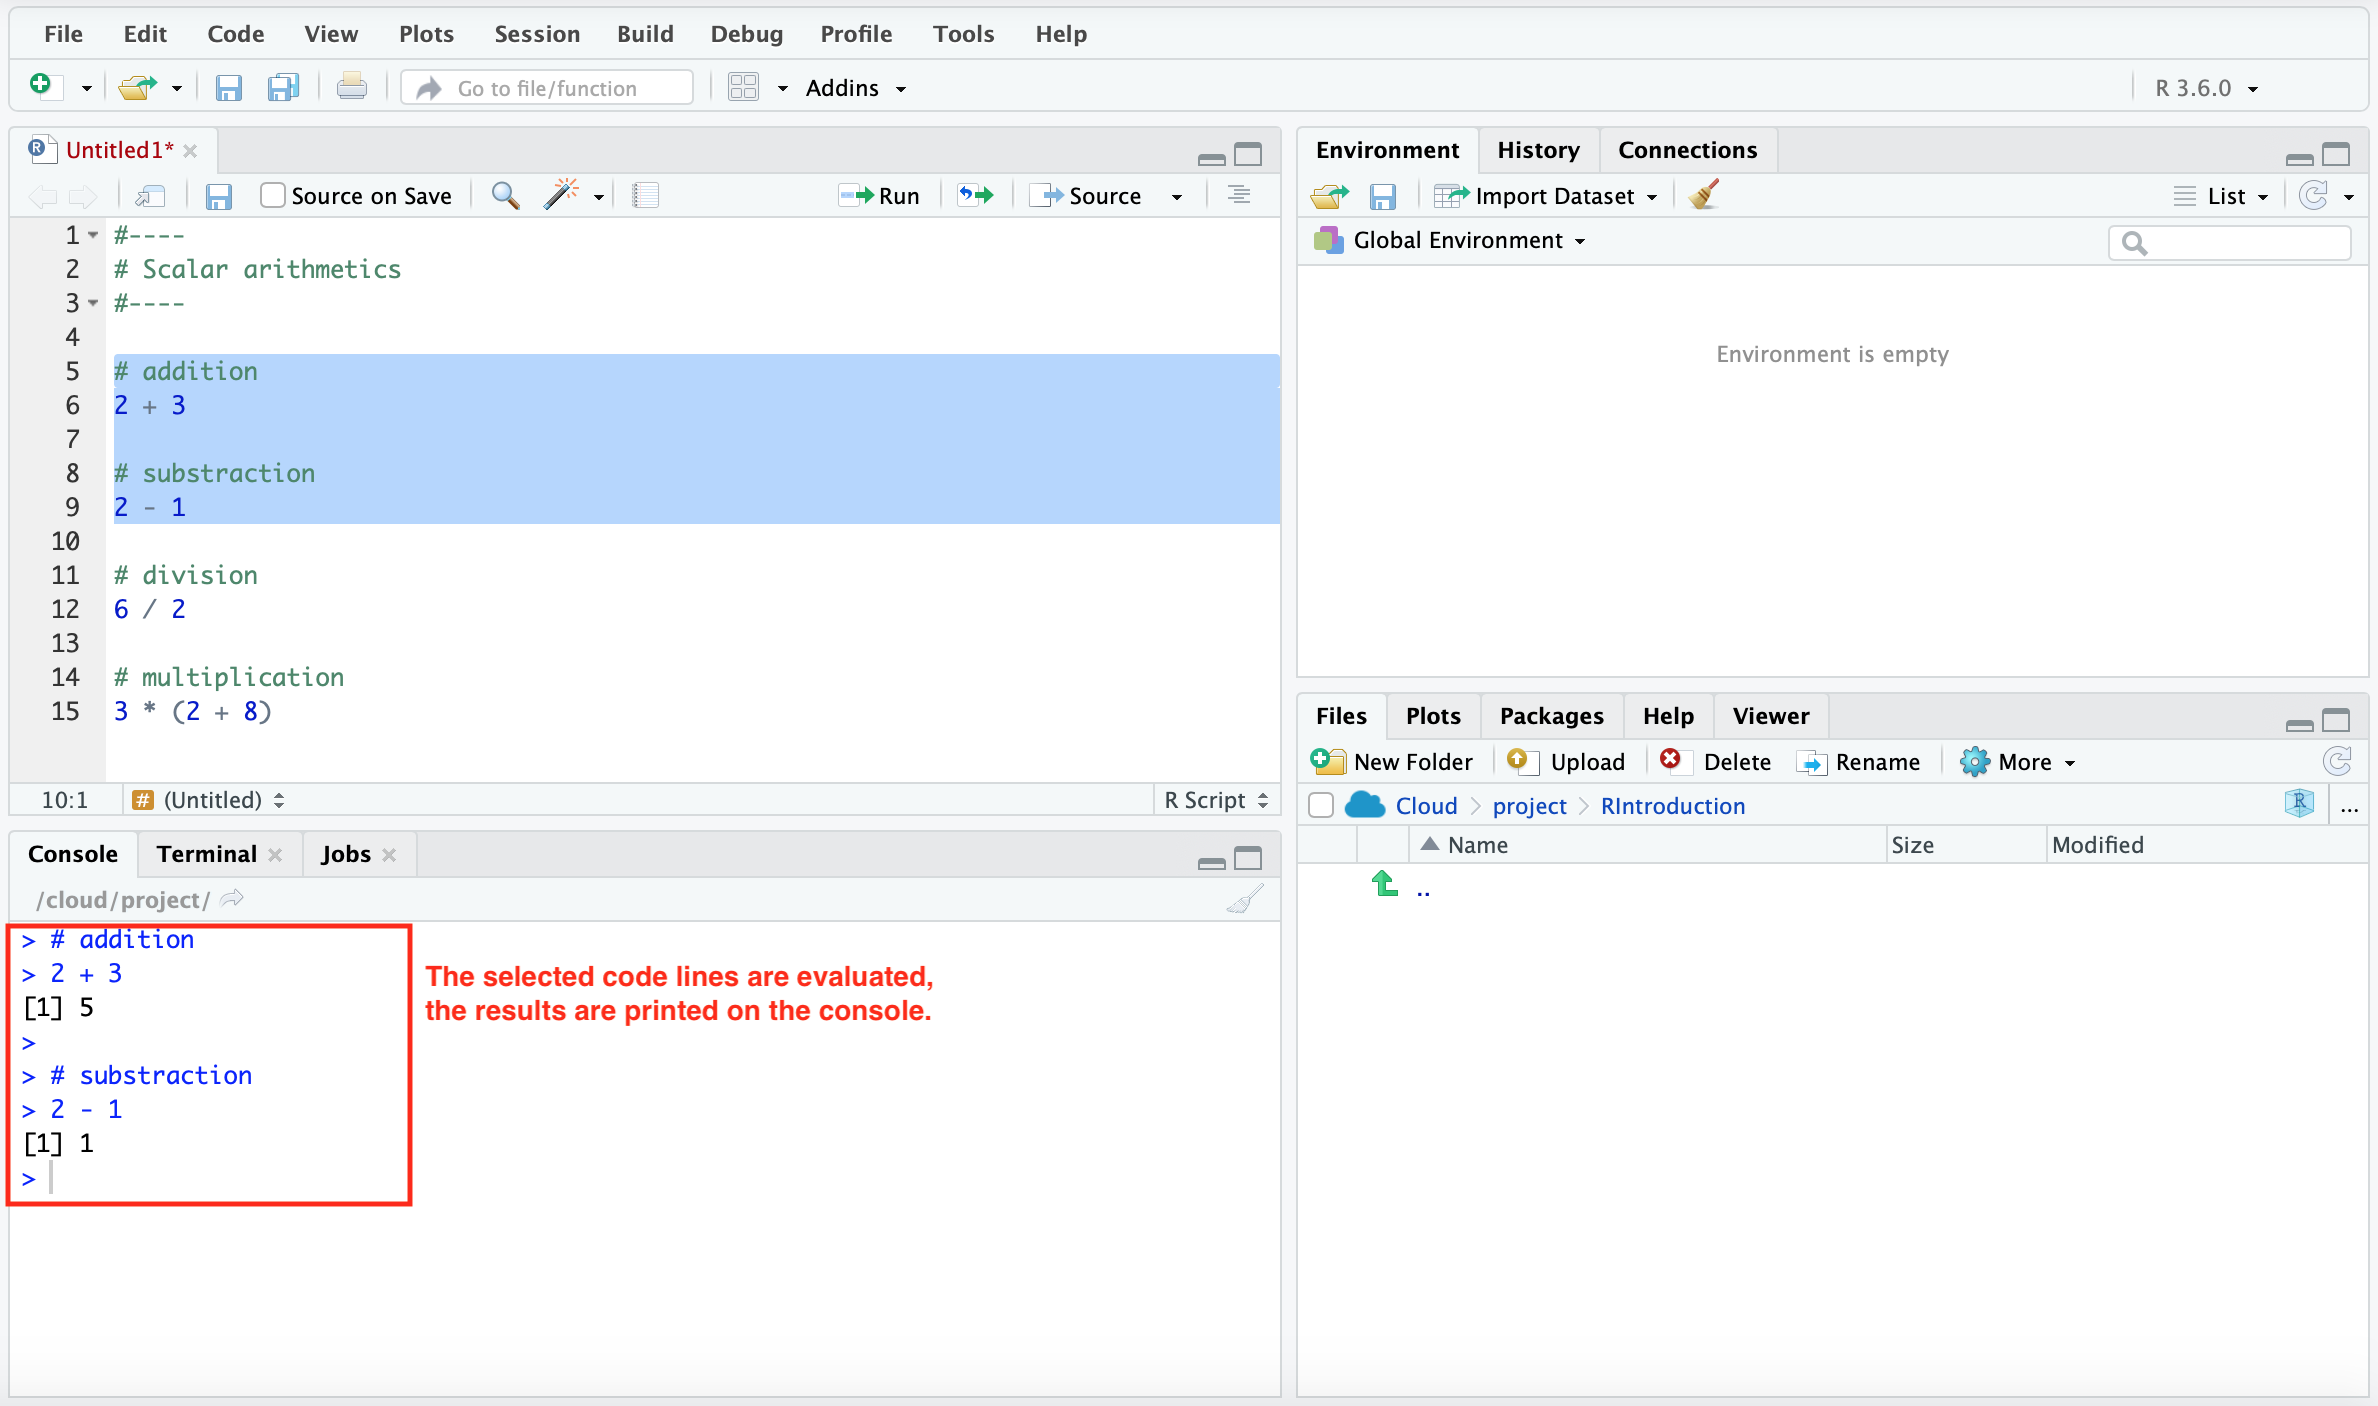 File Edit Code View Plots Session Build Debug Profile Tools Help
Go to file/function Addins R 3.6.0
Untitled1*
Source on Save Run Source
1 #----
2 # Scalar arithmetics
3 #----
4
5 # addition
6 2 + 3
7
8 # substraction
9 2 - 1
10
11 # division
12 6 / 2
13
14 # multiplication
15 3 * (2 + 8)
10:1 # (Untitled) R Script
Console Terminal Jobs
/cloud/project/
> # addition
> 2 + 3
[1] 5
>
> # substraction
> 2 - 1
[1] 1
>
The selected code lines are evaluated,
the results are printed on the console.
Environment History Connections
Import Dataset List
Global Environment
Environment is empty
Files Plots Packages Help Viewer
New Folder Upload Delete Rename More
Cloud project RIntroduction R ...
Name Size Modified
..